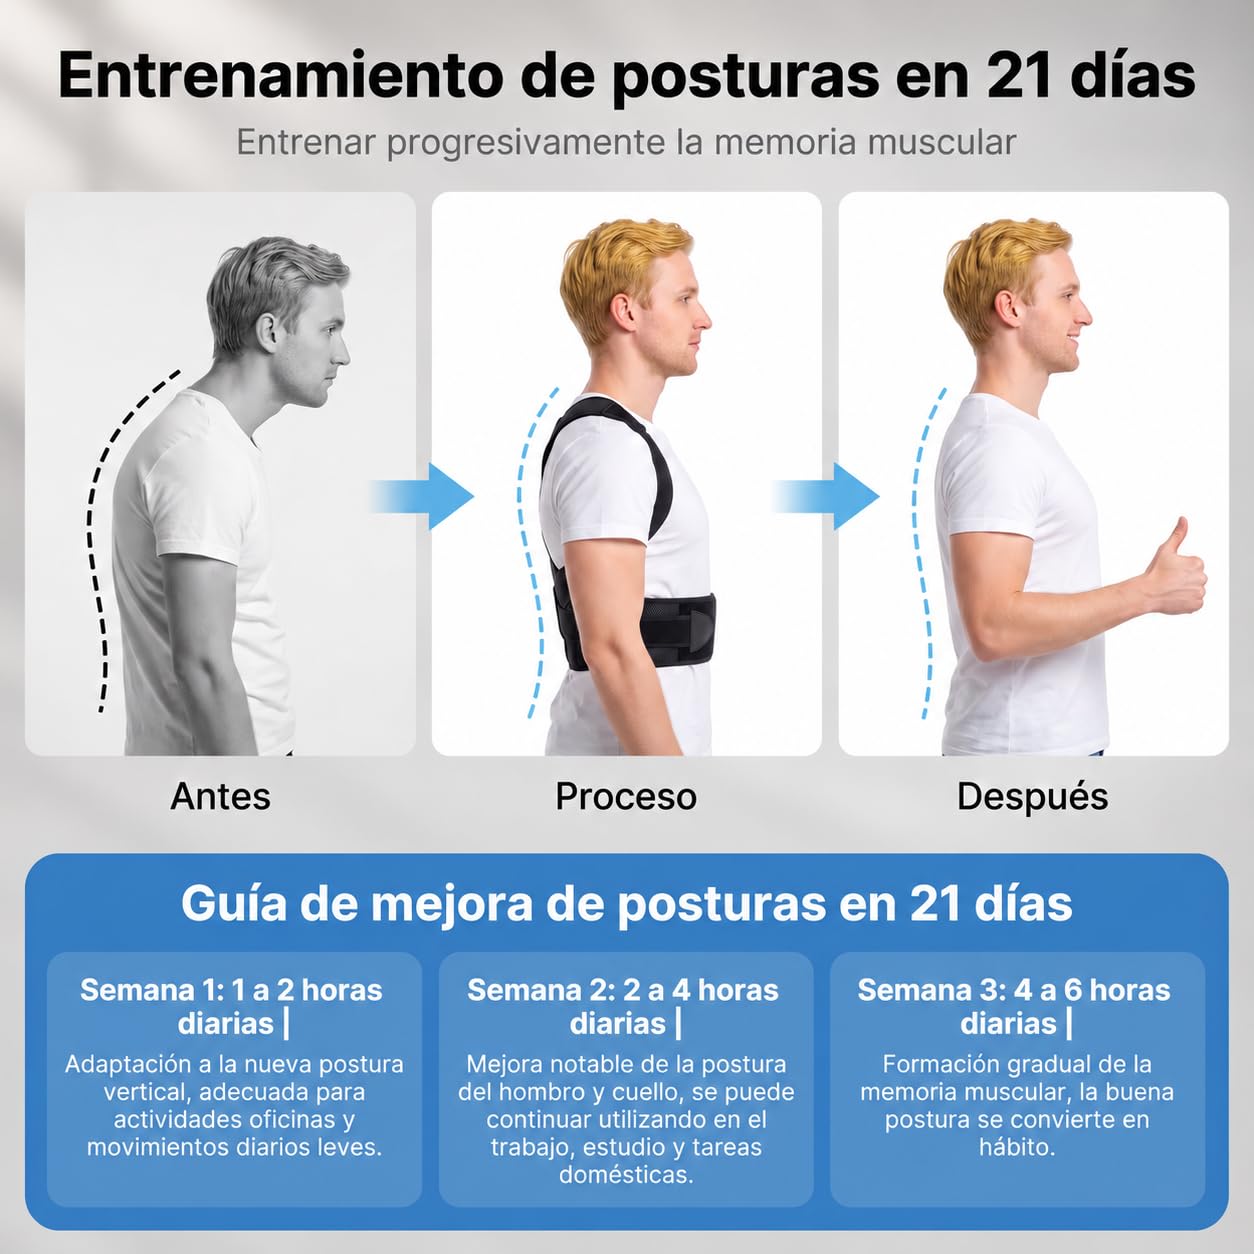 Entrenamiento de posturas en 21 días
Entrenar progresivamente la memoria muscular
Antes
Proceso
Después
Guía de mejora de posturas en 21 días
Semana 1: 1 a 2 horas
diarias |
Adaptación a la nueva postura
vertical, adecuada para
actividades oficinas y
movimientos diarios leves.
Semana 2: 2 a 4 horas
diarias |
Mejora notable de la postura
del hombro y cuello, se puede
continuar utilizando en el
trabajo, estudio y tareas
domésticas.
Semana 3: 4 a 6 horas
diarias |
Formación gradual de la
memoria muscular, la buena
postura se convierte en
hábito.